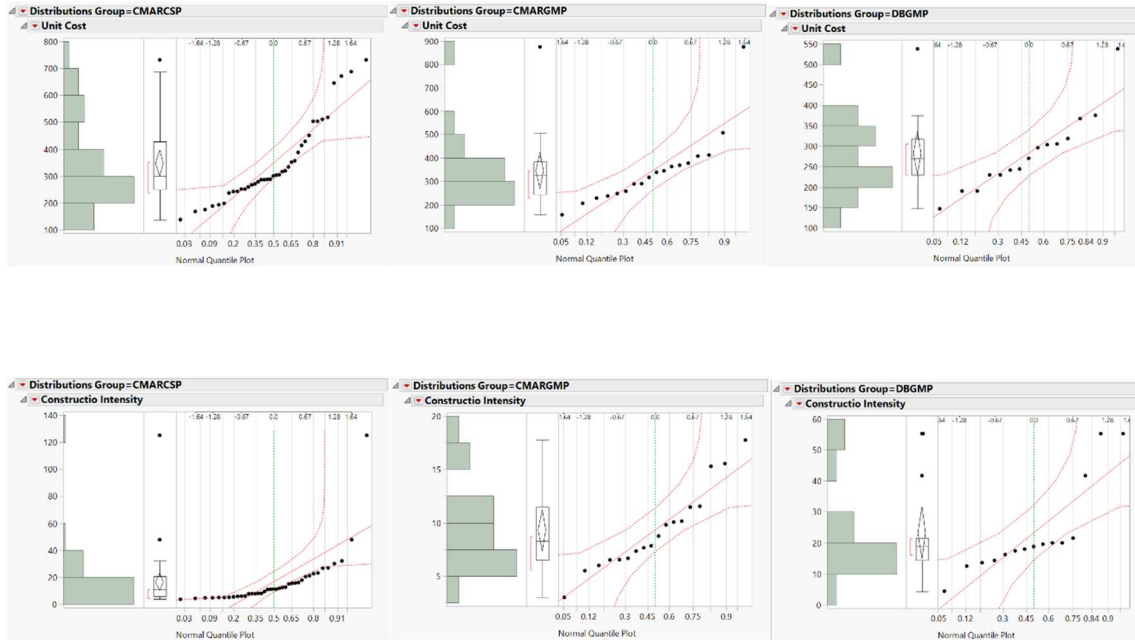 Distributions Group=CMARCSP
Unit Cost
800
700
600
500
400
300
200
100
-1.64 -1.28 -0.67 0.0 0.67 1.28 1.64
0.03 0.09 0.2 0.35 0.5 0.65 0.8 0.91
Normal Quantile Plot
Distributions Group=CMARGMP
Unit Cost
900
800
700
600
500
400
300
200
100
1.64 -1.28 -0.67 0.0 0.67 1.28 1.64
0.05 0.12 0.3 0.45 0.6 0.75 0.9
Normal Quantile Plot
Distributions Group=DBGMP
Unit Cost
550
500
450
400
350
300
250
200
150
100
64 -1.28 -0.67 0.0 0.67 1.28 1.
0.05 0.12 0.3 0.45 0.6 0.75 0.84 0.9
Normal Quantile Plot
Distributions Group=CMARCSP
Constructio Intensity
140
120
100
80
60
40
20
0
-1.64 -1.28 -0.67 0.0 0.67 1.28 1.64
0.03 0.09 0.2 0.35 0.5 0.65 0.8 0.91
Normal Quantile Plot
Distributions Group=CMARGMP
Constructio Intensity
20
15
10
5
1.64 -1.28 -0.67 0.0 0.67 1.28 1.64
0.05 0.12 0.3 0.45 0.6 0.75 0.9
Normal Quantile Plot
Distributions Group=DBGMP
Constructio Intensity
60
50
40
30
20
10
0
64 -1.28 -0.67 0.0 0.67 1.28 1.
0.05 0.12 0.3 0.45 0.6 0.75 0.84 0.9
Normal Quantile Plot